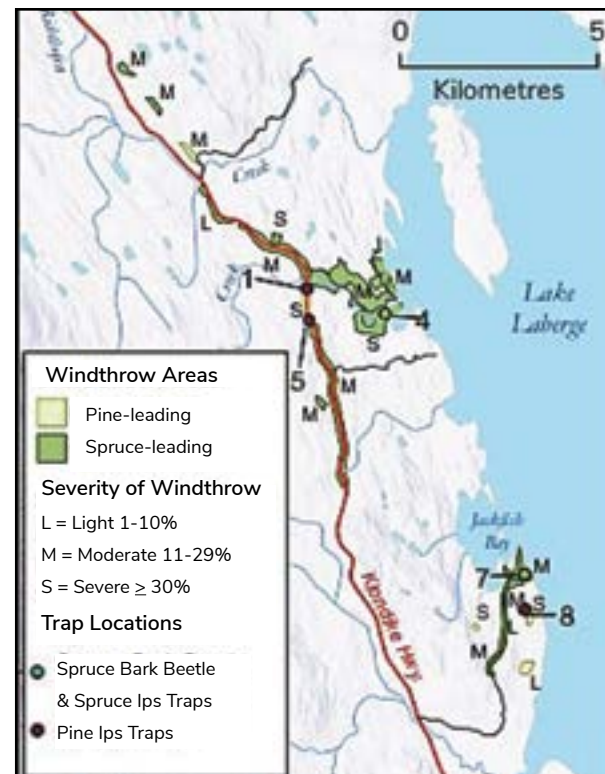 0 5
Kilometres
M
M
M
Creek
L
S
M
Creek
M
M
1
4
S
S
5
M
M
Lake
Laberge
Jackfish
Bay
7
M
M
S
S
8
L
M
L
Klondike Hwy.
Windthrow Areas
Pine-leading
Spruce-leading
Severity of Windthrow
L = Light 1-10%
M = Moderate 11-29%
S = Severe ≥ 30%
Trap Locations
Spruce Bark Beetle
& Spruce Ips Traps
Pine Ips Traps